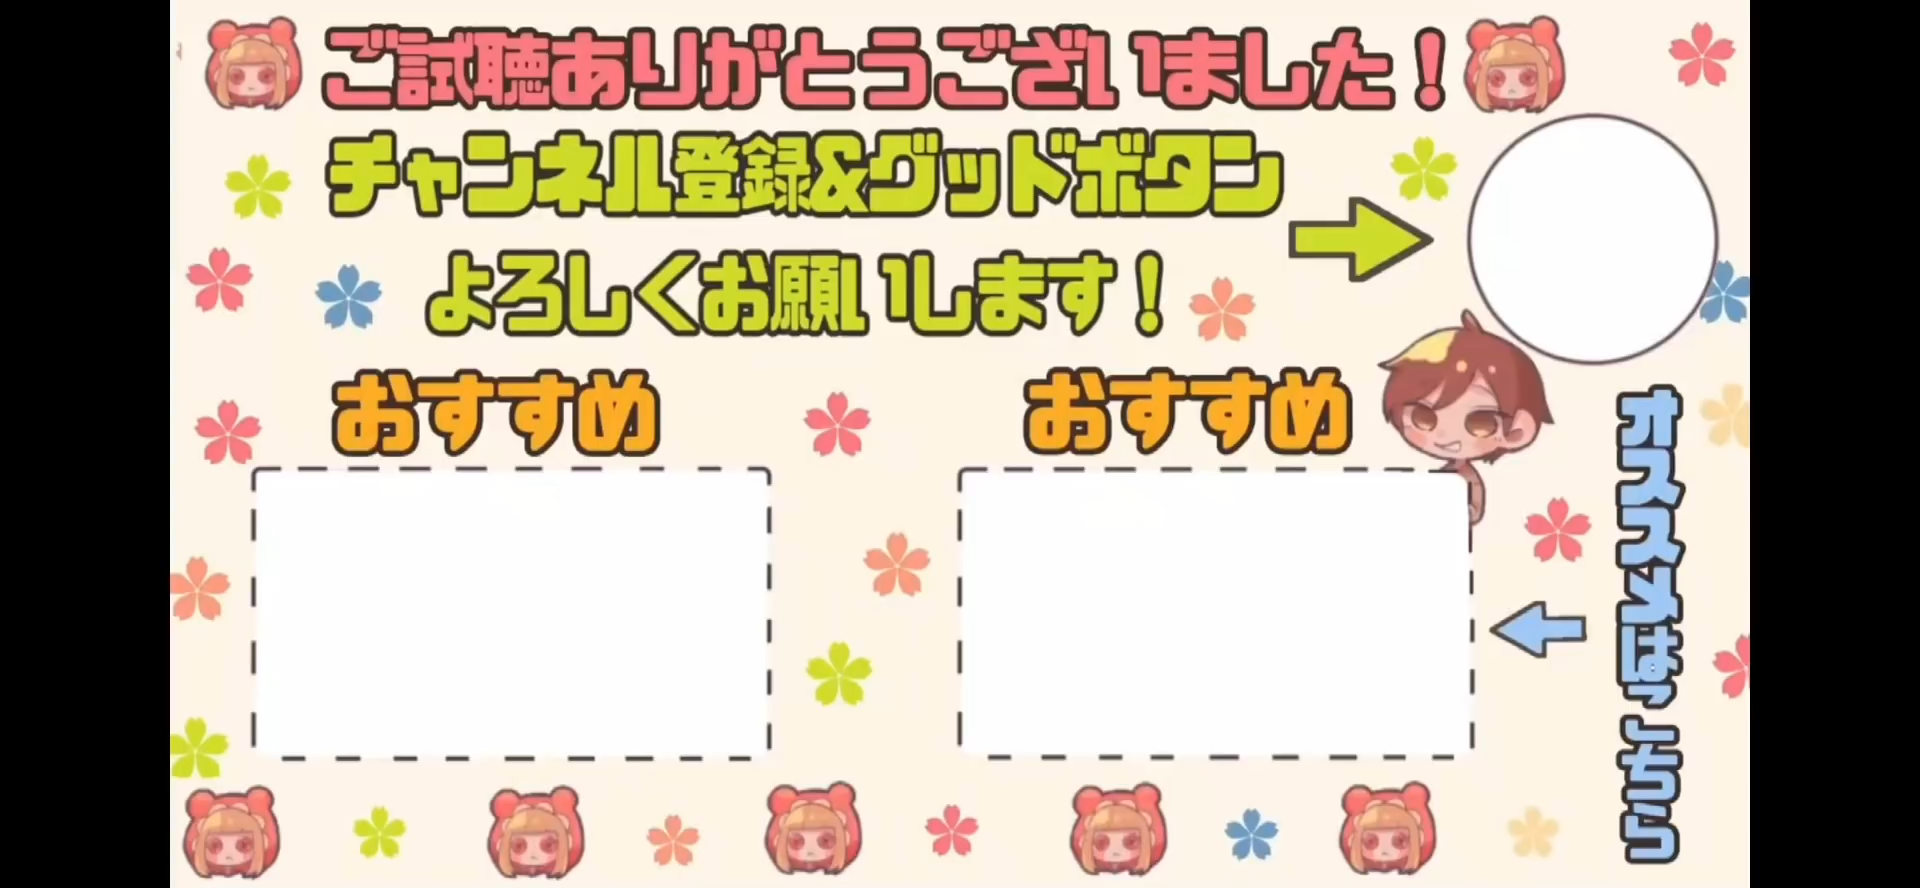 ご試聴ありがとうございました！
チャンネル登録&グッドボタン
よろしくお願いします！
おすすめ
おすすめ
オススメはこちら